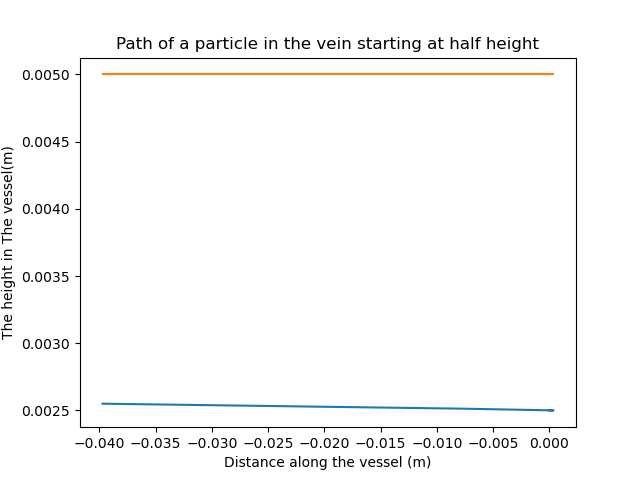 Path of a particle in the vein starting at half height
0.0050
0.0045
0.0040
0.0035
0.0030
0.0025
The height in The vessel(m)
−0.040 −0.035 −0.030 −0.025 −0.020 −0.015 −0.010 −0.005 0.000
Distance along the vessel (m)